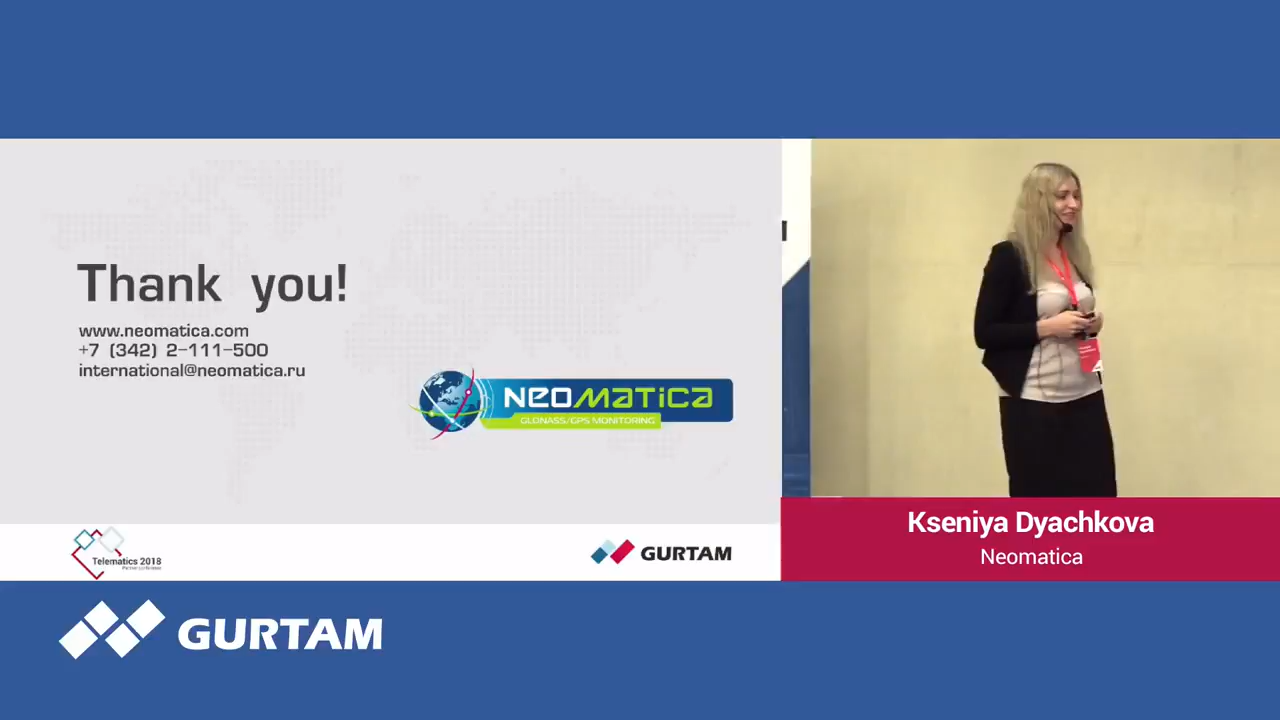 Thank you!
www.neomatica.com
+7 (342) 2-111-500
international@neomatica.ru
NEOMATICA
GLONASS/GPS MONITORING
Telematics 2018
GURTAM
Kseniya Dyachkova
Neomatica
GURTAM